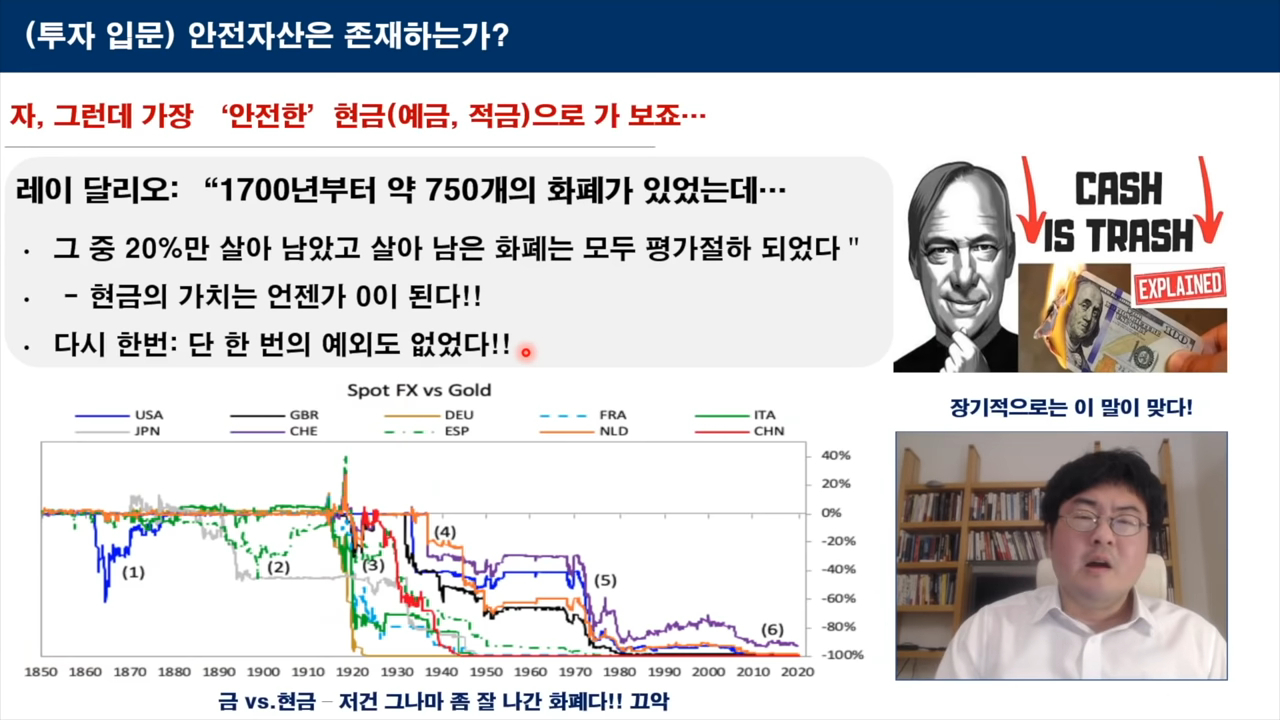 (투자 입문) 안전자산은 존재하는가?
자, 그런데 가장 ‘안전한’ 현금(예금, 적금)으로 가 보죠…
레이 달리오: “1700년부터 약 750개의 화폐가 있었는데…
· 그 중 20%만 살아 남았고 살아 남은 화폐는 모두 평가절하 되었다 "
· - 현금의 가치는 언젠가 0이 된다!!
· 다시 한번: 단 한 번의 예외도 없었다!!
CASH
IS TRASH
EXPLAINED
100
장기적으로는 이 말이 맞다!
Spot FX vs Gold
USA GBR DEU FRA ITA
JPN CHE ESP NLD CHN
40%
20%
0%
-20%
-40%
-60%
-80%
-100%
(1) (2) (3) (4) (5) (6)
1850 1860 1870 1880 1890 1900 1910 1920 1930 1940 1950 1960 1970 1980 1990 2000 2010 2020
금 vs.현금 – 저건 그나마 좀 잘 나간 화폐다!! 끄악